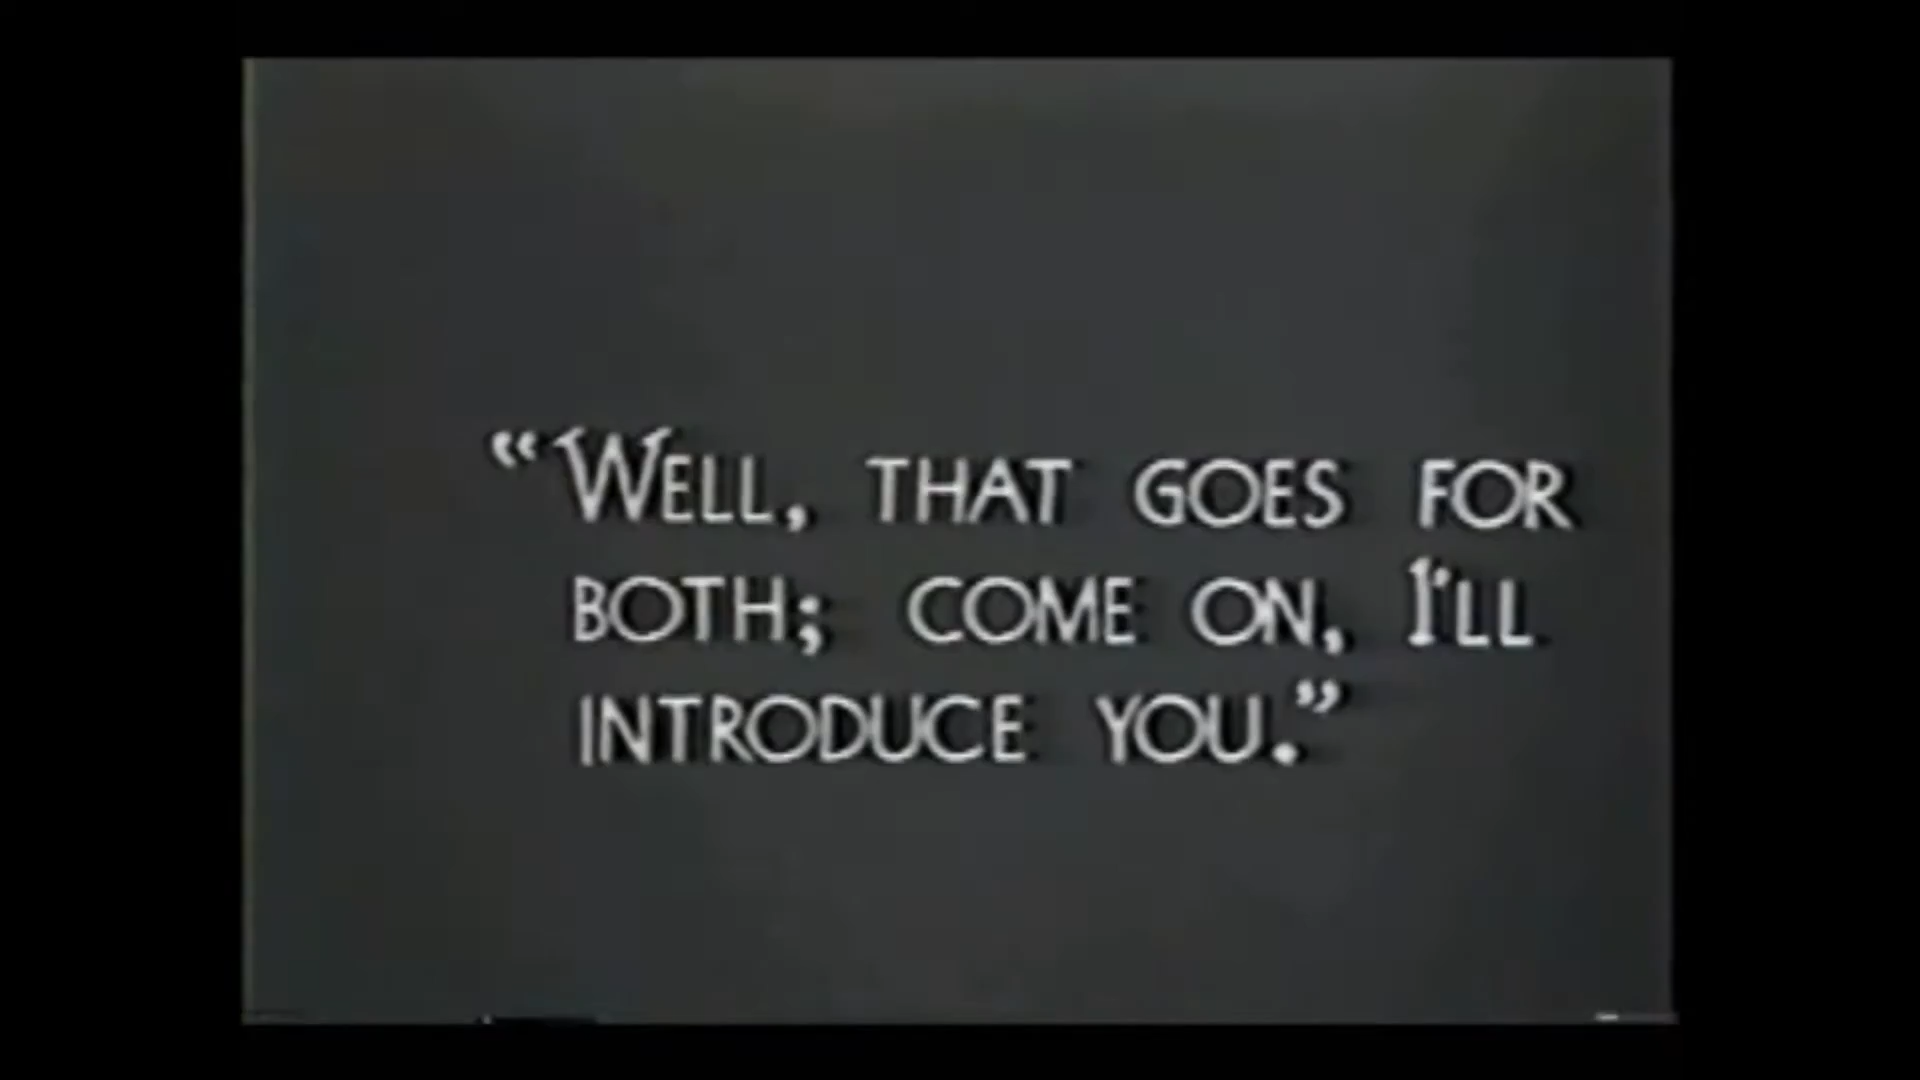 “WELL, THAT GOES FOR
BOTH; COME ON, I'LL
INTRODUCE YOU.”